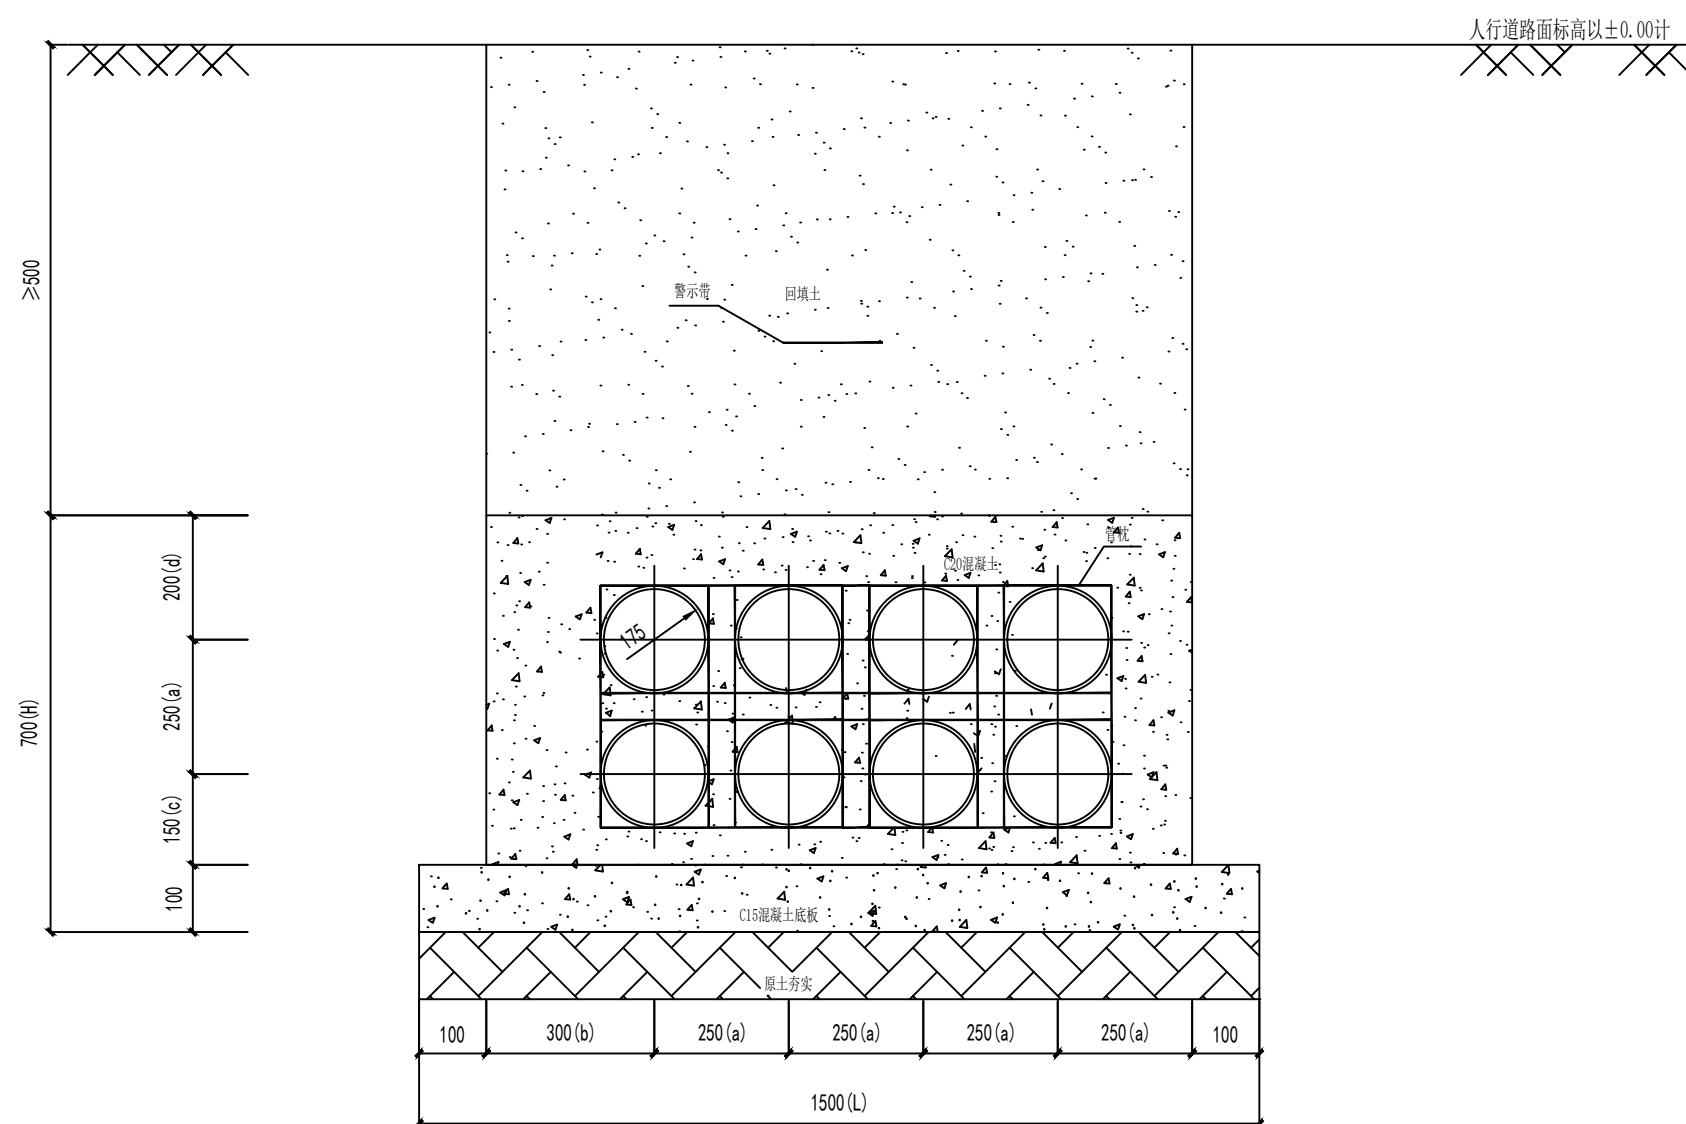 人行道路面标高以±0.00计
≥500
警示带
回填土
管枕
C20混凝土
200(d)
175
250(a)
700(H)
150(c)
100
C15混凝土底板
原土夯实
100
300(b)
250(a)
250(a)
250(a)
250(a)
100
1500(L)